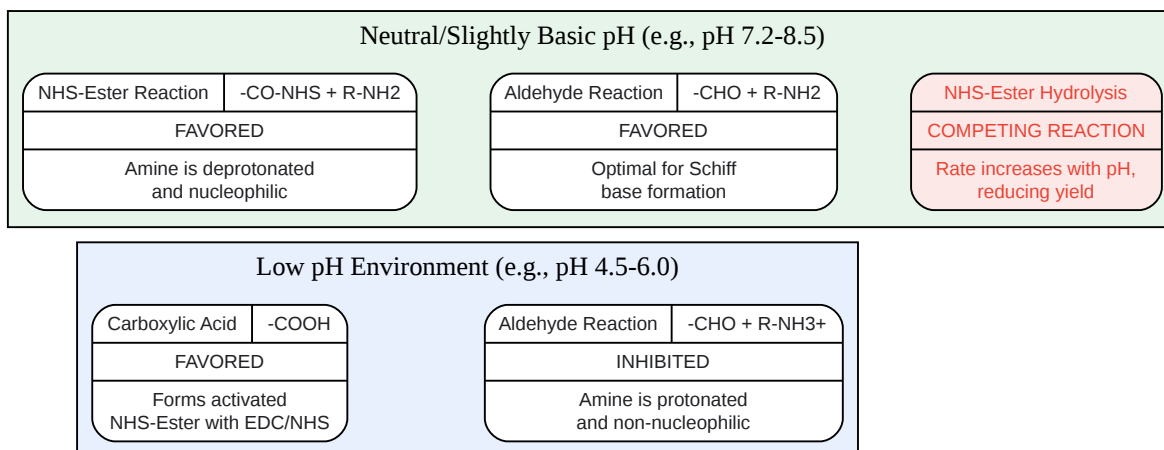 Neutral/Slightly Basic pH (e.g., pH 7.2-8.5)
NHS-Ester Reaction
-CO-NHS + R-NH2
FAVORED
Amine is deprotonated
and nucleophilic
Aldehyde Reaction
-CHO + R-NH2
FAVORED
Optimal for Schiff
base formation
NHS-Ester Hydrolysis
COMPETING REACTION
Rate increases with pH,
reducing yield
Low pH Environment (e.g., pH 4.5-6.0)
Carboxylic Acid
-COOH
FAVORED
Forms activated
NHS-Ester with EDC/NHS
Aldehyde Reaction
-CHO + R-NH3+
INHIBITED
Amine is protonated
and non-nucleophilic